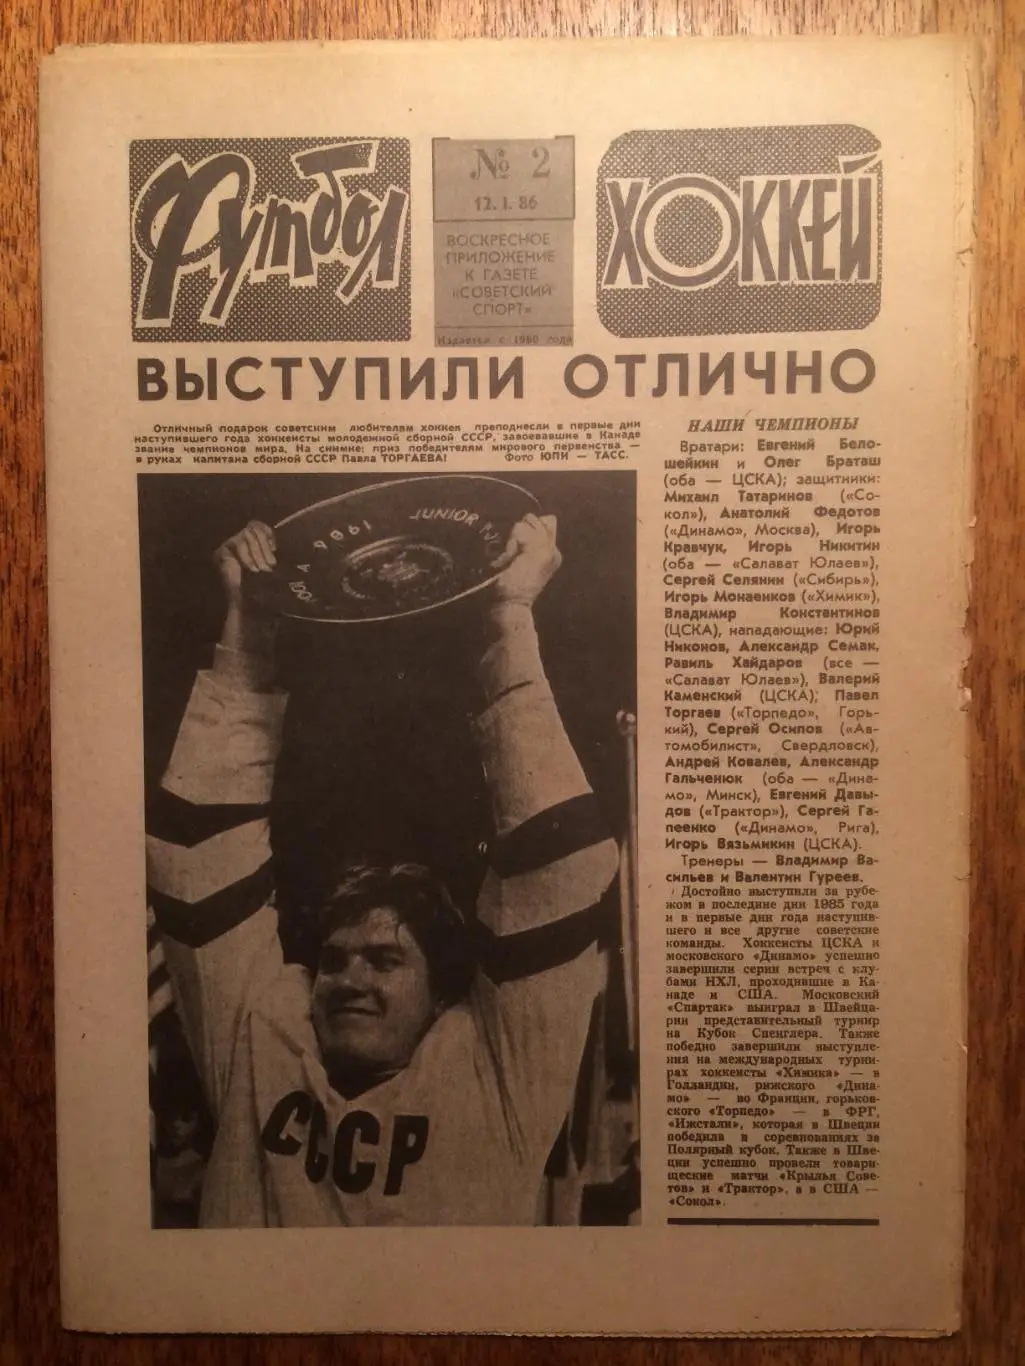 Футбол
№ 2
12.I.86
ВОСКРЕСНОЕ
ПРИЛОЖЕНИЕ
К ГАЗЕТЕ
«СОВЕТСКИЙ
СПОРТ»
Издается с 1960 года
ХОККЕЙ
ВЫСТУПИЛИ ОТЛИЧНО
Отличный подарок советским любителям хоккея преподнесли в первые дни
наступившего года хоккеисты молодежной сборной СССР, завоевавшие в Канаде
звание чемпионов мира. На снимке: приз победителям мирового первенства —
в руках капитана сборной СССР Павла ТОРГАЕВА! Фото ЮПИ — ТАСС.
1986 JUNIOR
СССР
НАШИ ЧЕМПИОНЫ
Вратари: Евгений Бело-
шейкин и Олег Браташ
(оба — ЦСКА); защитники:
Михаил Татаринов («Со-
кол»), Анатолий Федотов
(«Динамо», Москва), Игорь
Кравчук, Игорь Никитин
(оба — «Салават Юлаев»),
Сергей Селянин («Сибирь»),
Игорь Монаенков («Химик»),
Владимир Константинов
(ЦСКА), нападающие: Юрий
Никонов, Александр Семак,
Равиль Хайдаров (все —
«Салават Юлаев»), Валерий
Каменский (ЦСКА); Павел
Торгаев («Торпедо», Горь-
кий), Сергей Осипов («Ав-
томобилист», Свердловск),
Андрей Ковалев, Александр
Гальченюк (оба — «Дина-
мо», Минск), Евгений Давы-
дов («Трактор»), Сергей Га-
пеенко («Динамо», Рига),
Игорь Вязьмикин (ЦСКА).
Тренеры — Владимир Ва-
сильев и Валентин Гуреев.
Достойно выступили за рубе-
жом в последние дни 1985 года
и в первые дни года наступив-
шего и все другие советские
команды. Хоккеисты ЦСКА и
московского «Динамо» успешно
завершили серии встреч с клу-
бами НХЛ, проходившие в Ка-
наде и США. Московский
«Спартак» выиграл в Швейца-
рии представительный турнир
на Кубок Спенглера. Также
победно завершили выступле-
ния на международных турни-
рах хоккеисты «Химика» — в
Голландии, рижского «Дина-
мо» — во Франции, горьков-
ского «Торпедо» — в ФРГ,
«Ижстали», которая в Швеции
победила в соревнованиях за
Полярный кубок. Также в Шве-
ции успешно провели товари-
щеские матчи «Крылья Сове-
тов» и «Трактор», а в США —
«Сокол».